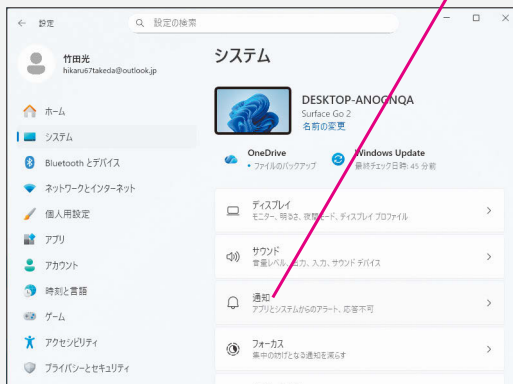 設定
設定の検索
竹田光
hikaru67takeda@outlook.jp
ホーム
システム
Bluetooth とデバイス
ネットワークとインターネット
個人用設定
アプリ
アカウント
時刻と言語
ゲーム
アクセシビリティ
プライバシーとセキュリティ
システム
DESKTOP-ANOGNQA
Surface Go 2
名前の変更
OneDrive
• ファイルのバックアップ
Windows Update
最終チェック日時: 45 分前
ディスプレイ
モニター、明るさ、夜間モード、ディスプレイ プロファイル
サウンド
音量レベル、出力、入力、サウンド デバイス
通知
アプリとシステムからのアラート、応答不可
フォーカス
集中の妨げとなる通知を減らす